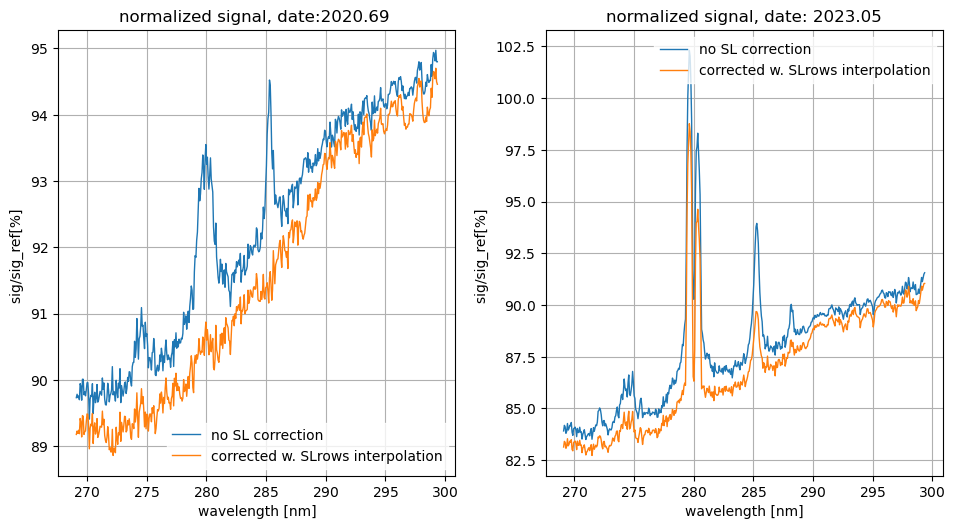 normalized signal, date:2020.69
sig/sig_ref[%]
95
94
93
92
91
90
89
no SL correction
corrected w. SLrows interpolation
270 275 280 285 290 295 300
wavelength [nm]
normalized signal, date: 2023.05
sig/sig_ref[%]
102.5
100.0
97.5
95.0
92.5
90.0
87.5
85.0
82.5
no SL correction
corrected w. SLrows interpolation
270 275 280 285 290 295 300
wavelength [nm]